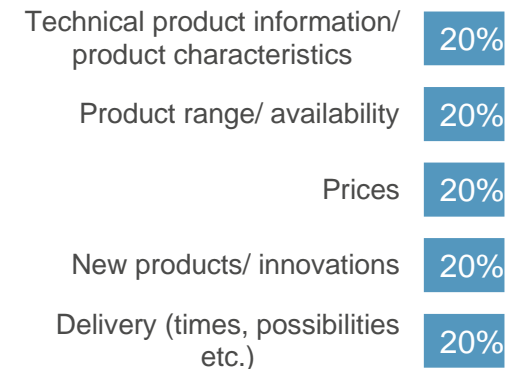 Technical product information/
product characteristics
20%
Product range/ availability
20%
Prices
20%
New products/ innovations
20%
Delivery (times, possibilities
etc.)
20%